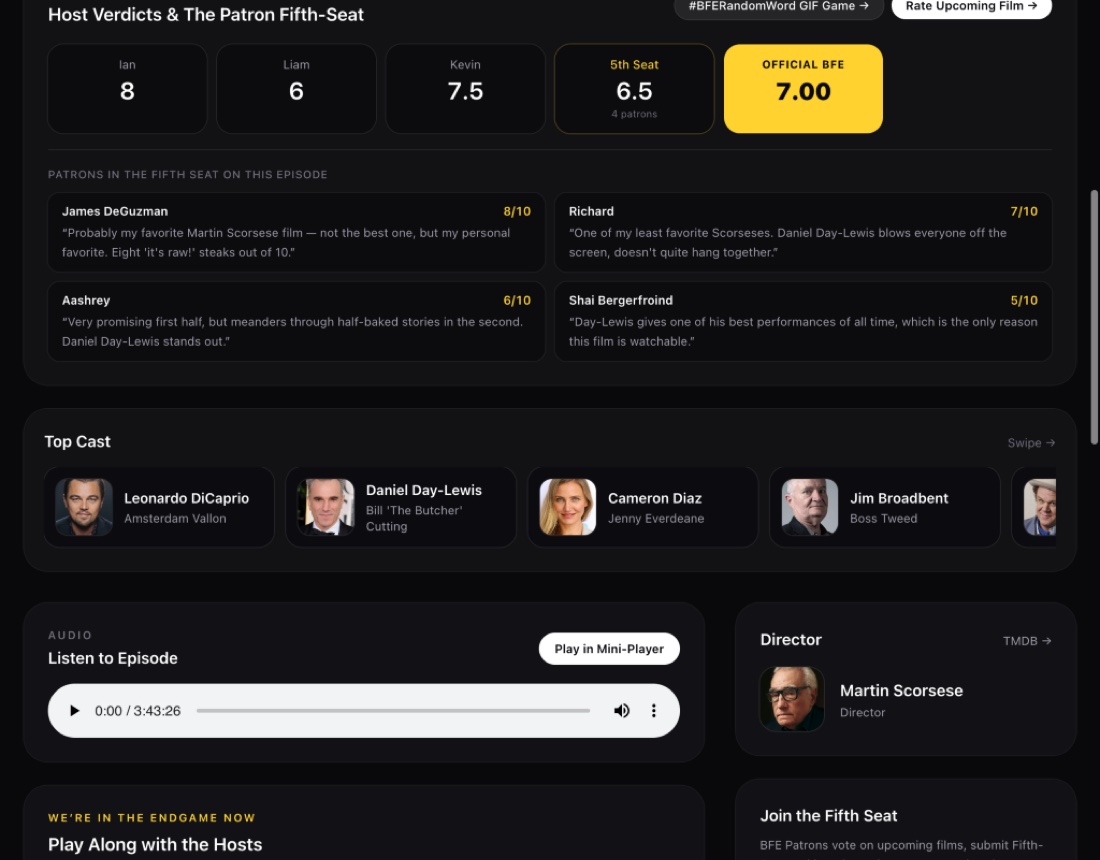 Host Verdicts & The Patron Fifth-Seat
#BFERandomWord GIF Game →
Rate Upcoming Film →
Ian
8
Liam
6
Kevin
7.5
5th Seat
6.5
4 patrons
OFFICIAL BFE
7.00
PATRONS IN THE FIFTH SEAT ON THIS EPISODE
James DeGuzman
8/10
“Probably my favorite Martin Scorsese film — not the best one, but my personal
favorite. Eight 'it's raw!' steaks out of 10.”
Richard
7/10
“One of my least favorite Scorseses. Daniel Day-Lewis blows everyone off the
screen, doesn't quite hang together.”
Aashrey
6/10
“Very promising first half, but meanders through half-baked stories in the second.
Daniel Day-Lewis stands out.”
Shai Bergerfroind
5/10
“Day-Lewis gives one of his best performances of all time, which is the only reason
this film is watchable.”
Top Cast
Swipe →
Leonardo DiCaprio
Amsterdam Vallon
Daniel Day-Lewis
Bill 'The Butcher'
Cutting
Cameron Diaz
Jenny Everdeane
Jim Broadbent
Boss Tweed
AUDIO
Listen to Episode
Play in Mini-Player
0:00 / 3:43:26
Director
TMDB →
Martin Scorsese
Director
WE'RE IN THE ENDGAME NOW
Play Along with the Hosts
Join the Fifth Seat
BFE Patrons vote on upcoming films, submit Fifth-